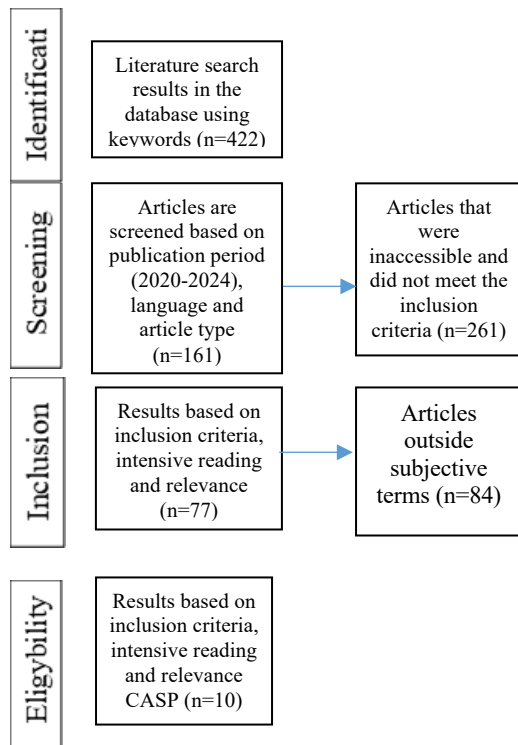 Identificati
Literature search
results in the
database using
keywords (n=422)
Screening
Articles are
screened based on
publication period
(2020-2024),
language and
article type
(n=161)
Articles that
were
inaccessible and
did not meet the
inclusion
criteria (n=261)
Inclusion
Results based on
inclusion criteria,
intensive reading
and relevance
(n=77)
Articles
outside
subjective
terms (n=84)
Eligybility
Results based on
inclusion criteria,
intensive reading
and relevance
CASP (n=10)